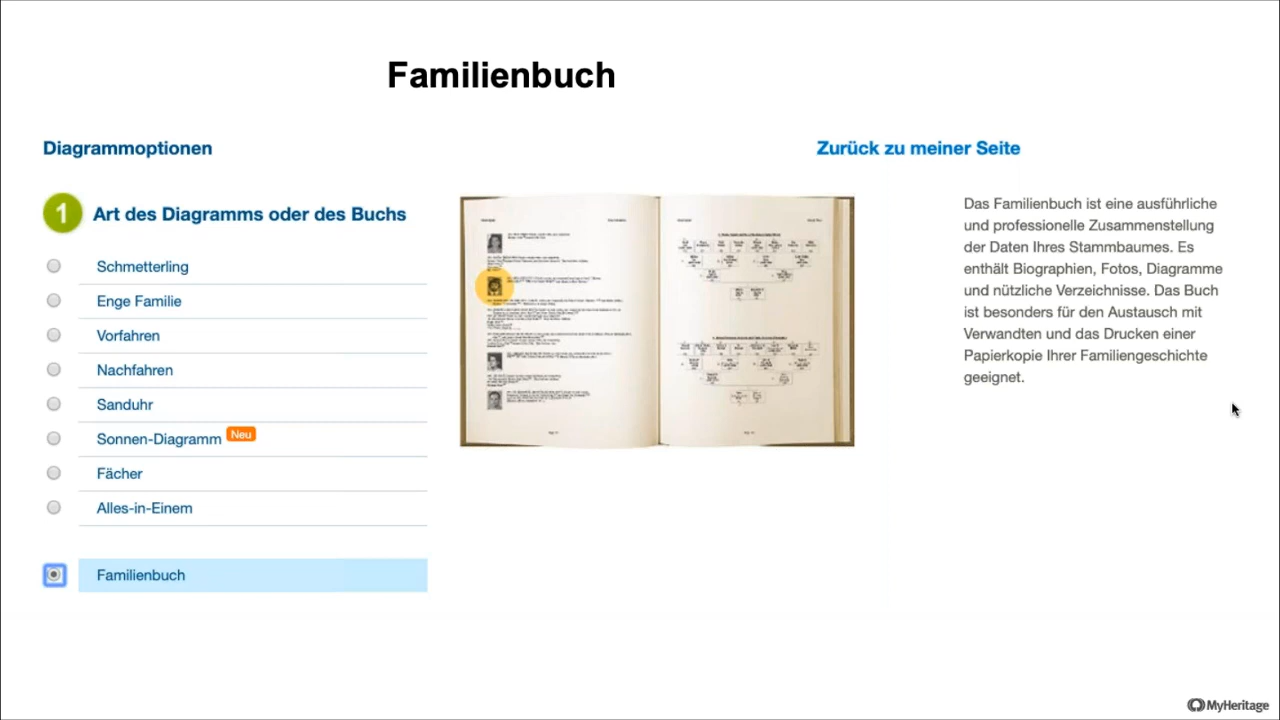 Familienbuch
Diagrammoptionen
Zurück zu meiner Seite
1 Art des Diagramms oder des Buchs
Schmetterling
Enge Familie
Vorfahren
Nachfahren
Sanduhr
Sonnen-Diagramm Neu
Fächer
Alles-in-Einem
Familienbuch
Das Familienbuch ist eine ausführliche
und professionelle Zusammenstellung
der Daten Ihres Stammbaumes. Es
enthält Biographien, Fotos, Diagramme
und nützliche Verzeichnisse. Das Buch
ist besonders für den Austausch mit
Verwandten und das Drucken einer
Papierkopie Ihrer Familiengeschichte
geeignet.
MyHeritage